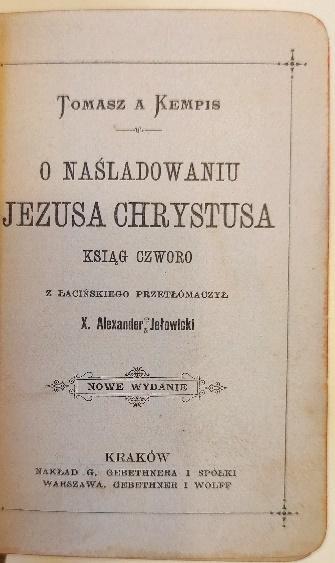 TOMASZ A KEMPIS
O NAŚLADOWANIU
JEZUSA CHRYSTUSA
KSIĄG CZWORO
Z ŁACIŃSKIEGO PRZETŁÓMACZYŁ
X. Alexander Jełowicki
NOWE WYDANIE
KRAKÓW
NAKŁAD G. GEBETHNERA I SPÓŁKI
WARSZAWA, GEBETHNER I WOLFF